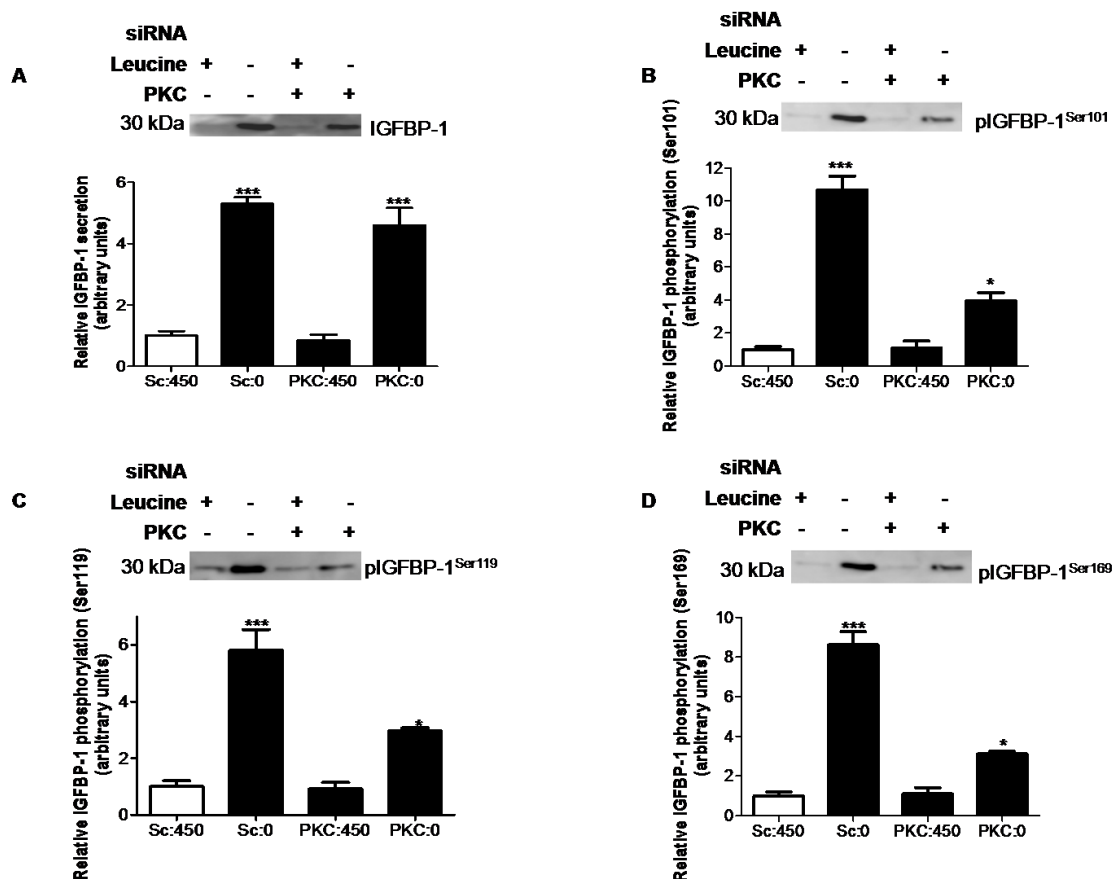 A
siRNA
Leucine + - + -
PKC - - + +
30 kDa IGFBP-1
Relative IGFBP-1 secretion
(arbitrary units)
6
4
2
0
***
***
Sc:450 Sc:0 PKC:450 PKC:0
B
siRNA
Leucine + - + -
PKC - - + +
30 kDa pIGFBP-1Ser101
Relative IGFBP-1 phosphorylation (Ser101)
(arbitrary units)
12
10
8
6
4
2
0
***
*
Sc:450 Sc:0 PKC:450 PKC:0
C
siRNA
Leucine + - + -
PKC - - + +
30 kDa pIGFBP-1Ser119
Relative IGFBP-1 phosphorylation (Ser119)
(arbitrary units)
6
4
2
0
***
*
Sc:450 Sc:0 PKC:450 PKC:0
D
siRNA
Leucine + - + -
PKC - - + +
30 kDa pIGFBP-1Ser169
Relative IGFBP-1 phosphorylation (Ser169)
(arbitrary units)
10
8
6
4
2
0
***
*
Sc:450 Sc:0 PKC:450 PKC:0